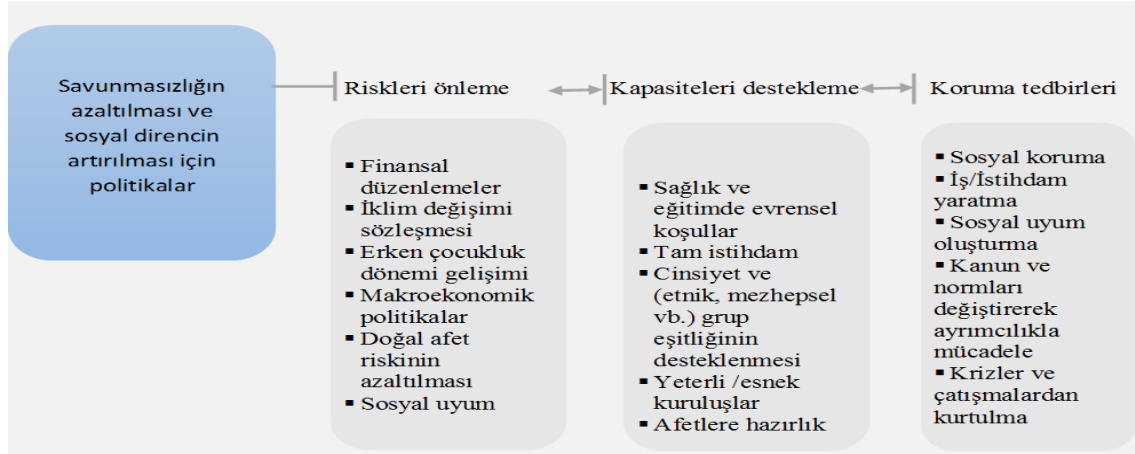 Savunmasızlığın
azaltılması ve
sosyal direncin
artırılması için
politikalar
Riskleri önleme
Kapasiteleri destekleme
Koruma tedbirleri
▪ Finansal
düzenlemeler
▪ İklim değişimi
sözleşmesi
▪ Erken çocukluk
dönemi gelişimi
▪ Makroekonomik
politikalar
▪ Doğal afet
riskinin
azaltılması
▪ Sosyal uyum
▪ Sağlık ve
eğitimde evrensel
koşullar
▪ Tam istihdam
▪ Cinsiyet ve
(etnik, mezhepsel
vb.) grup
eşitliğinin
desteklenmesi
▪ Yeterli /esnek
kuruluşlar
▪ Afetlere hazırlık
▪ Sosyal koruma
▪ İş/İstihdam
yaratma
▪ Sosyal uyum
oluşturma
▪ Kanun ve
normları
değiştirerek
ayrımcılıkla
mücadele
▪ Krizler ve
çatışmalardan
kurtulma